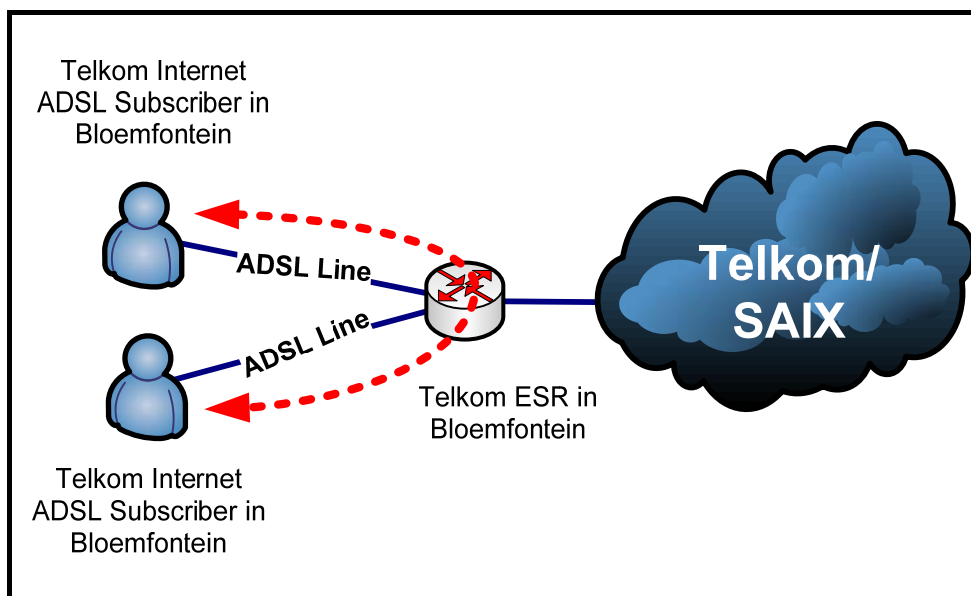 Telkom Internet
ADSL Subscriber in
Bloemfontein
ADSL Line
ADSL Line
Telkom/
SAIX
Telkom ESR in
Bloemfontein
Telkom Internet
ADSL Subscriber in
Bloemfontein